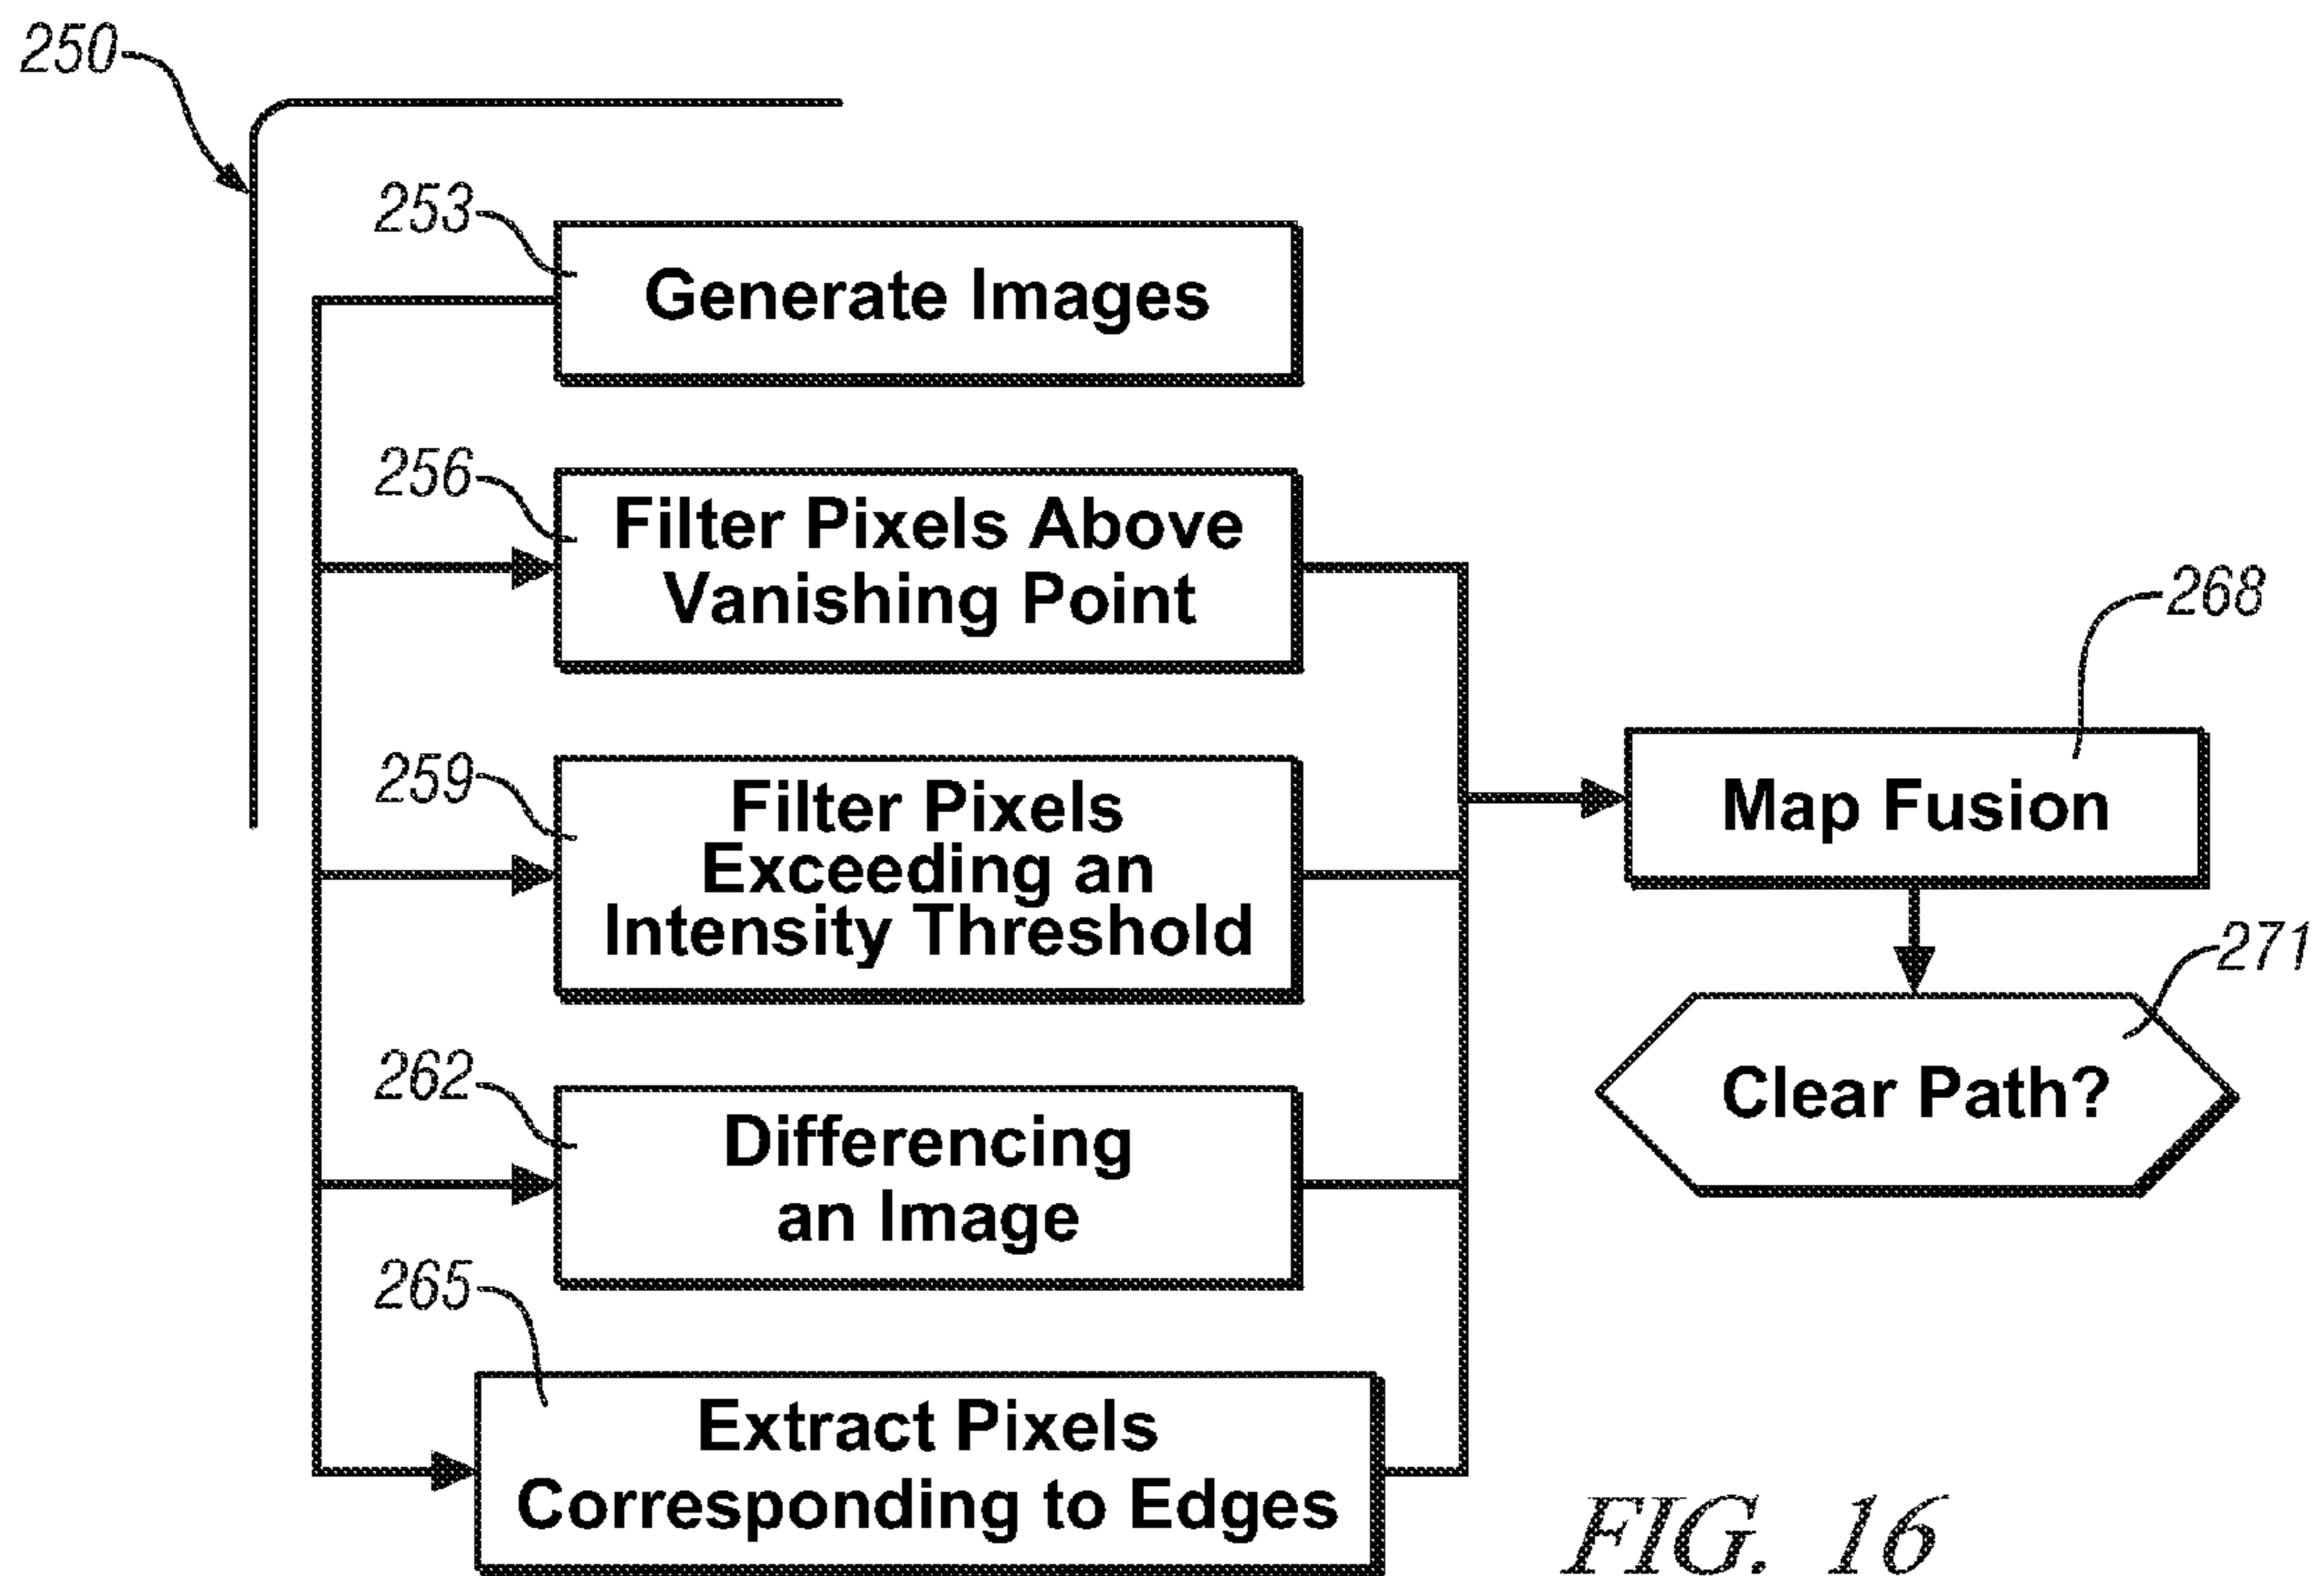 250
253
Generate Images
256
Filter Pixels Above
Vanishing Point
259
Filter Pixels
Exceeding an
Intensity Threshold
262
Differencing
an Image
265
Extract Pixels
Corresponding to Edges
268
Map Fusion
271
Clear Path?
FIG. 16